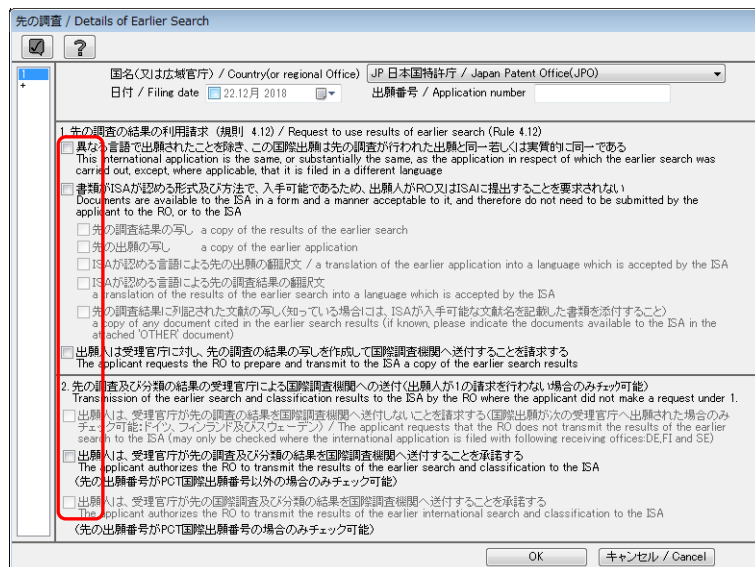 先の調査 / Details of Earlier Search
?
1
+
国名(又は広域官庁) / Country(or regional Office) JP 日本国特許庁 / Japan Patent Office(JPO)
日付 / Filing date 22.12月 2018 出願番号 / Application number
1. 先の調査の結果の利用請求 (規則 4.12) / Request to use results of earlier search (Rule 4.12)
異なる言語で出願されたことを除き、この国際出願は先の調査が行われた出願と同一若しくは実質的に同一である
This international application is the same, or substantially the same, as the application in respect of which the earlier search was
carried out, except, where applicable, that it is filed in a different language
書類がISAが認める形式及び方法で、入手可能であるため、出願人がRO又はISAに提出することを要求されない
Documents are available to the ISA in a form and a manner acceptable to it, and therefore do not need to be submitted by the
applicant to the RO, or to the ISA
先の調査結果の写し a copy of the results of the earlier search
先の出願の写し a copy of the earlier application
ISAが認める言語による先の出願の翻訳文 / a translation of the earlier application into a language which is accepted by the ISA
ISAが認める言語による先の調査結果の翻訳文
a translation of the results of the earlier search into a language which is accepted by the ISA
先の調査結果に列記された文献の写し(知っている場合には、ISAが入手可能な文献名を記載した書類を添付すること)
a copy of any document cited in the earlier search results (if known, please indicate the documents available to the ISA in the
attached 'OTHER' document)
出願人は受理官庁に対し、先の調査の結果の写しを作成して国際調査機関へ送付することを請求する
The applicant requests the RO to prepare and transmit to the ISA a copy of the earlier search results
2. 先の調査及び分類の結果の受理官庁による国際調査機関への送付(出願人が1の請求を行わない場合のみチェック可能)
Transmission of the earlier search and classification results to the ISA by the RO where the applicant did not make a request under 1.
出願人は、受理官庁が先の調査の結果を国際調査機関へ送付しないことを請求する(国際出願が次の受理官庁へ出願された場合のみ
チェック可能:ドイツ、フィンランド及びスウェーデン) / The applicant requests that the RO does not transmit the results of the earlier
search to the ISA (may only be checked where the international application is filed with following receiving offices:DE,FI and SE)
出願人は、受理官庁が先の調査及び分類の結果を国際調査機関へ送付することを承諾する
The applicant authorizes the RO to transmit the results of the earlier search and classification to the ISA
(先の出願番号がPCT国際出願番号以外の場合のみチェック可能)
出願人は、受理官庁が先の国際調査及び分類の結果を国際調査機関へ送付することを承諾する
The applicant authorizes the RO to transmit the results of the earlier international search and classification to the ISA
(先の出願番号がPCT国際出願番号の場合のみチェック可能)
OK キャンセル / Cancel